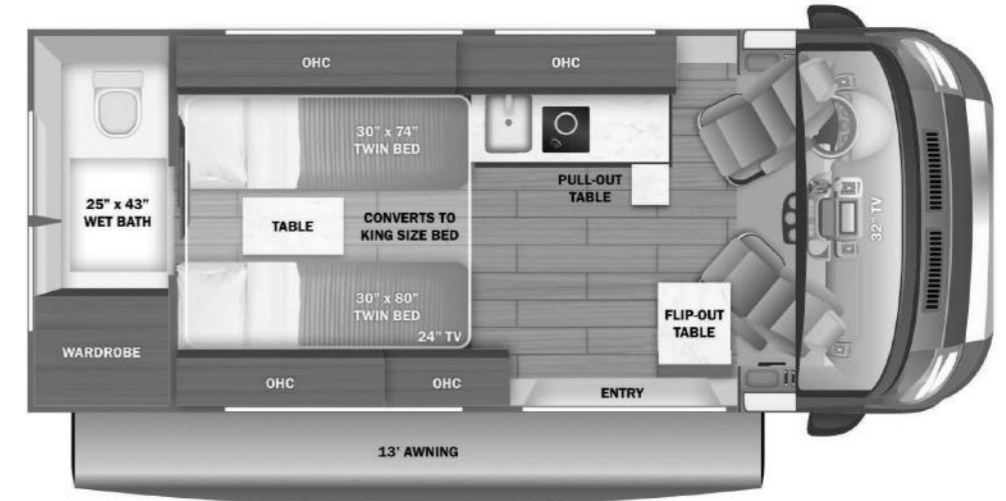 OHC
OHC
30" x 74"
TWIN BED
25" x 43"
WET BATH
PULL-OUT
TABLE
TABLE
CONVERTS TO
KING SIZE BED
32" TV
30" x 80"
TWIN BED
24" TV
FLIP-OUT
TABLE
WARDROBE
OHC
OHC
ENTRY
13' AWNING